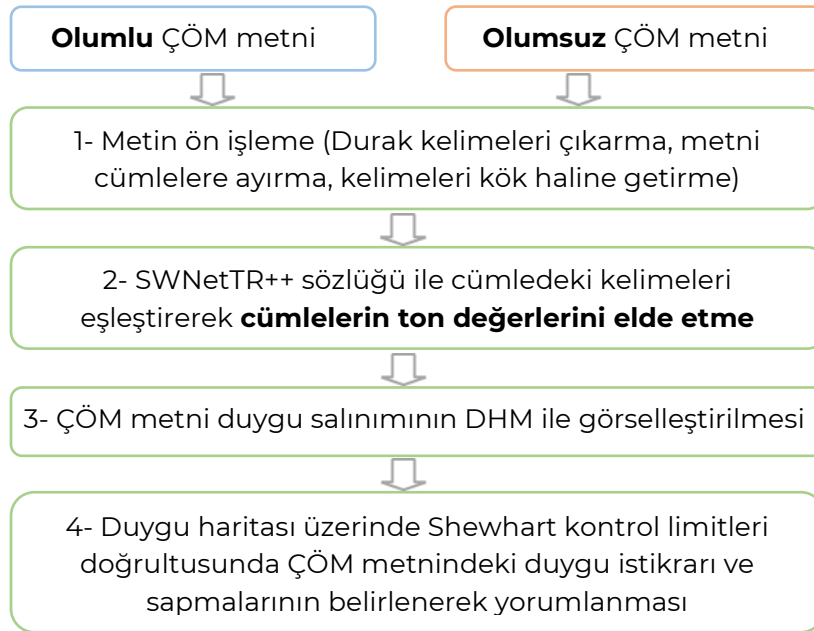 Olumlu ÇÖM metni
Olumsuz ÇÖM metni
1- Metin ön işleme (Durak kelimeleri çıkarma, metni
cümlelere ayırma, kelimeleri kök haline getirme)
2- SWNetTR++ sözlüğü ile cümledeki kelimeleri
eşleştirerek cümlelerin ton değerlerini elde etme
3- ÇÖM metni duygu salınımının DHM ile görselleştirilmesi
4- Duygu haritası üzerinde Shewhart kontrol limitleri
doğrultusunda ÇÖM metnindeki duygu istikrarı ve
sapmalarının belirlenerek yorumlanması